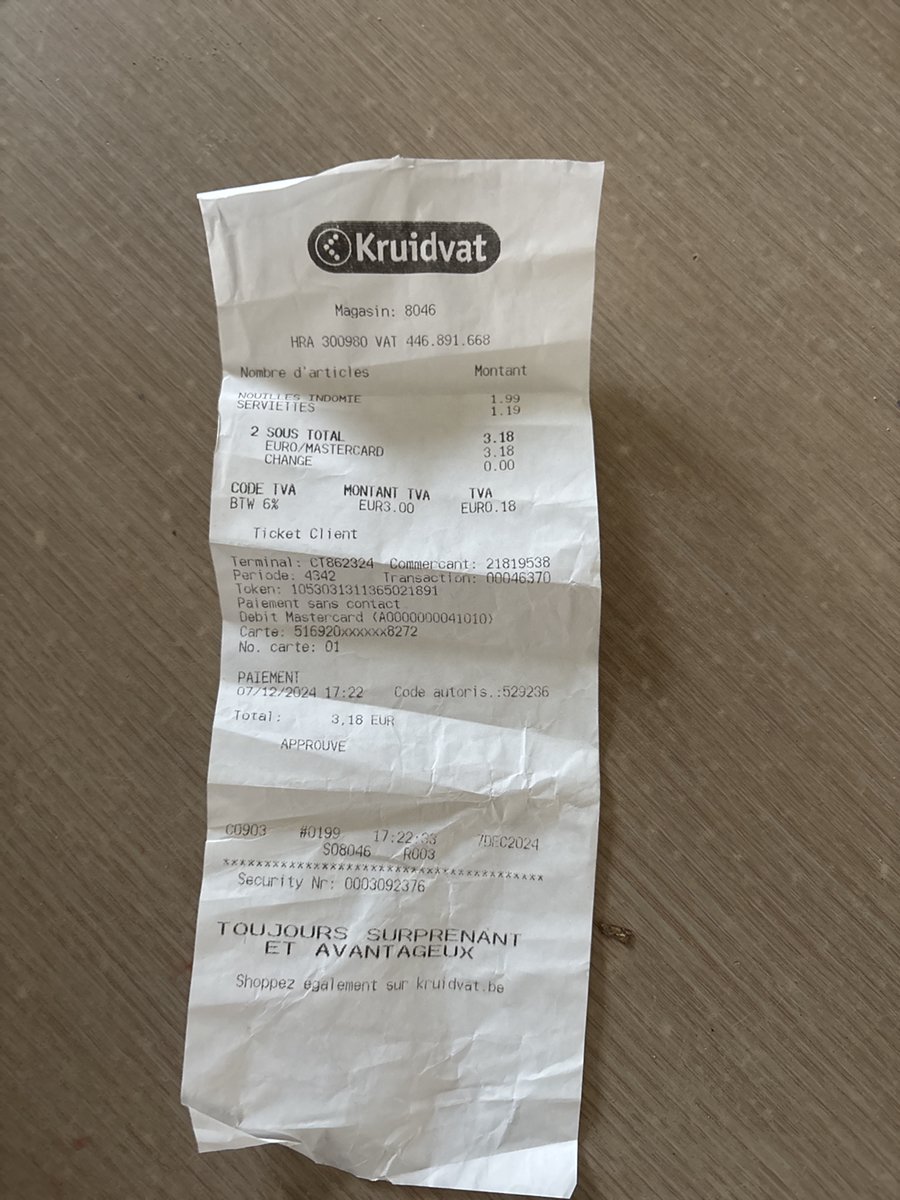 Kruidvat
Magasin: 8046
HRA 300980 VAT 446.891.668
Nombre d'articles Montant
NOUILLES INDOMIE 1.99
SERVIETTES 1.19
2 SOUS TOTAL 3.18
EURO/MASTERCARD 3.18
CHANGE 0.00
CODE TVA MONTANT TVA TVA
BTW 6% EUR3.00 EUR0.18
Ticket Client
Terminal: CT862324 Commercant: 21819538
Periode: 4342 Transaction: 00046370
Token: 1053031311365021891
Paiement sans contact
Debit Mastercard (A0000000041010)
Carte: 516920xxxxxx8272
No. carte: 01
PAIEMENT
07/12/2024 17:22 Code autoris.:529236
Total: 3,18 EUR
APPROUVE
C0903 #0199 17:22:33 7DEC2024
S08046 R003
***************************************
Security Nr: 0003092376
TOUJOURS SURPRENANT
ET AVANTAGEUX
Shoppez egalement sur kruidvat.be